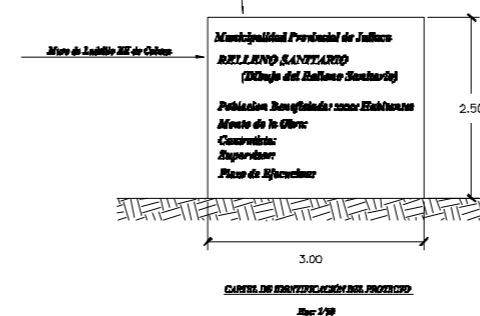 Municipalidad Provincial de Juliaca
Muro de Ladrillo KK de Cabeza
RELLENO SANITARIO
(Dibujo del Relleno Sanitario)
Poblacion Beneficiada: xxxxx Habitantes
Monto de la Obra:
Contratista:
Supervisor:
Plazo de Ejecucion:
2.50
3.00
CARTEL DE IDENTIFICACIÓN DEL PROYECTO
Esc: 1/50